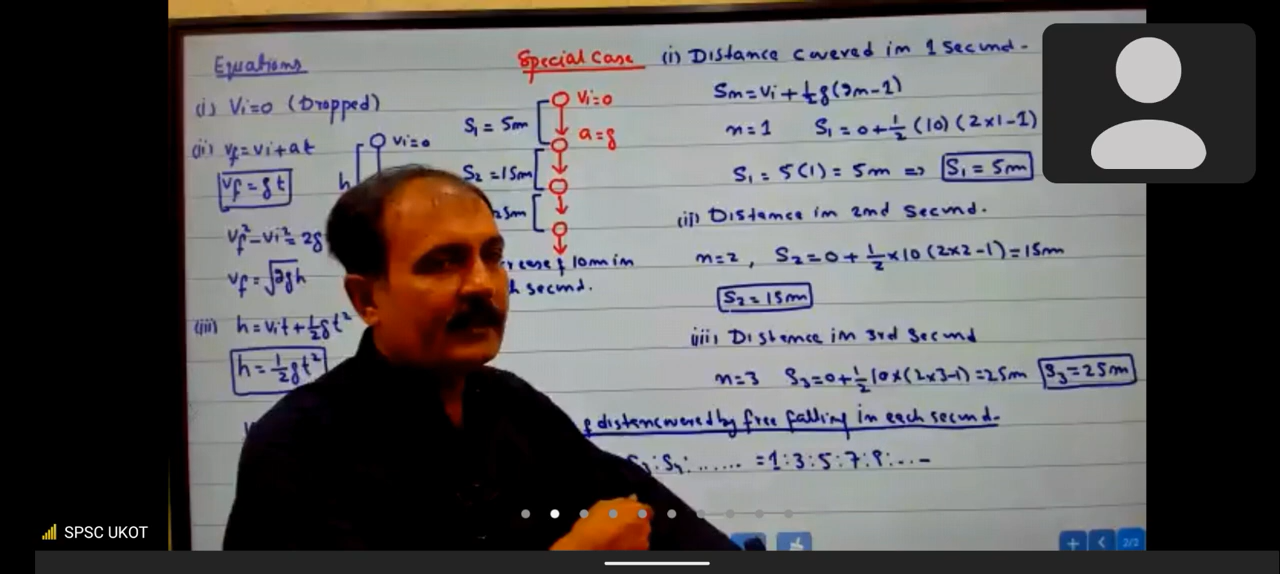 Equations
(i) Vi=0 (Dropped)
(ii) vf=vi+at
Vi=0
vf=gt
h
vf²-vi²=2g
vf=√2gh
(iii) h=vit+½gt²
h=½gt²
Special Case
Vi=0
S₁ = 5m
a=g
S₂ =15m
25m
crease of 10m in
h second.
(i) Distance covered in 1 Second.
Sn=Vi+½g(2n-1)
n=1 S₁=0+½(10)(2×1-1)
S₁=5(1)=5m => S₁=5m
(ii) Distance in 2nd Second.
n=2, S₂=0+½×10(2×2-1)=15m
S₂=15m
iii, Distance in 3rd Second
n=3 S₃=0+½10×(2×3-1)=25m S₃=25m
f distancovered by free falling in each second.
S₃:S₄:...... =1:3:5:7:9:....
SPSC UKOT
2/2